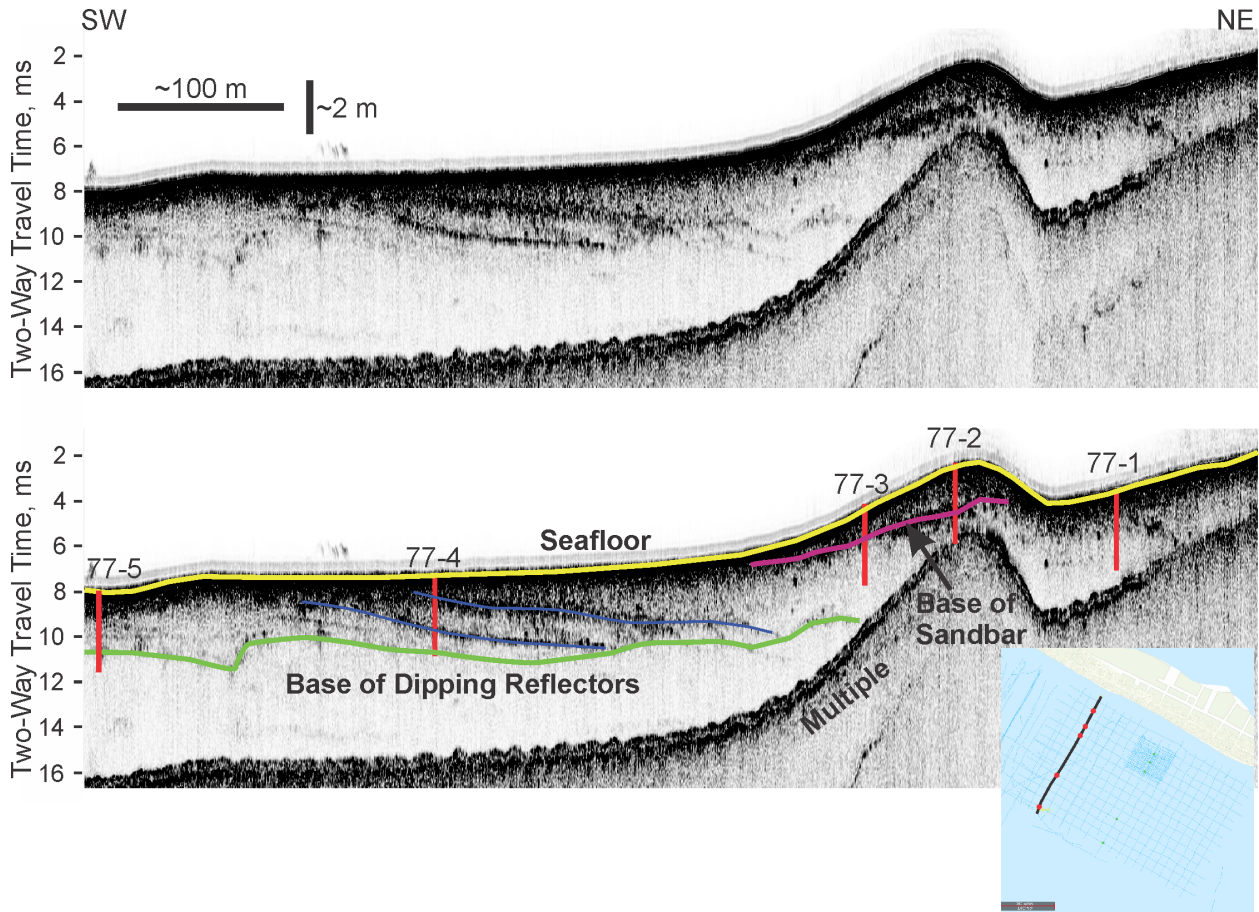 SW
NE
Two-Way Travel Time, ms
2
4
6
8
10
12
14
16
~100 m
~2 m
Two-Way Travel Time, ms
2
4
6
8
10
12
14
16
77-5
77-4
77-3
77-2
77-1
Seafloor
Base of
Sandbar
Base of Dipping Reflectors
Multiple